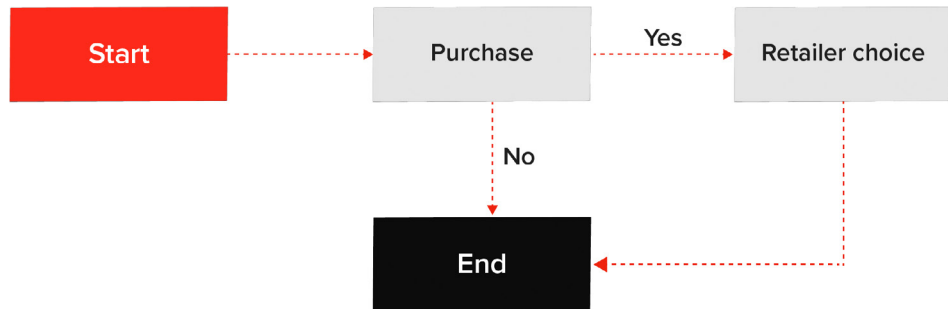 Start
Purchase
Yes
Retailer choice
No
End